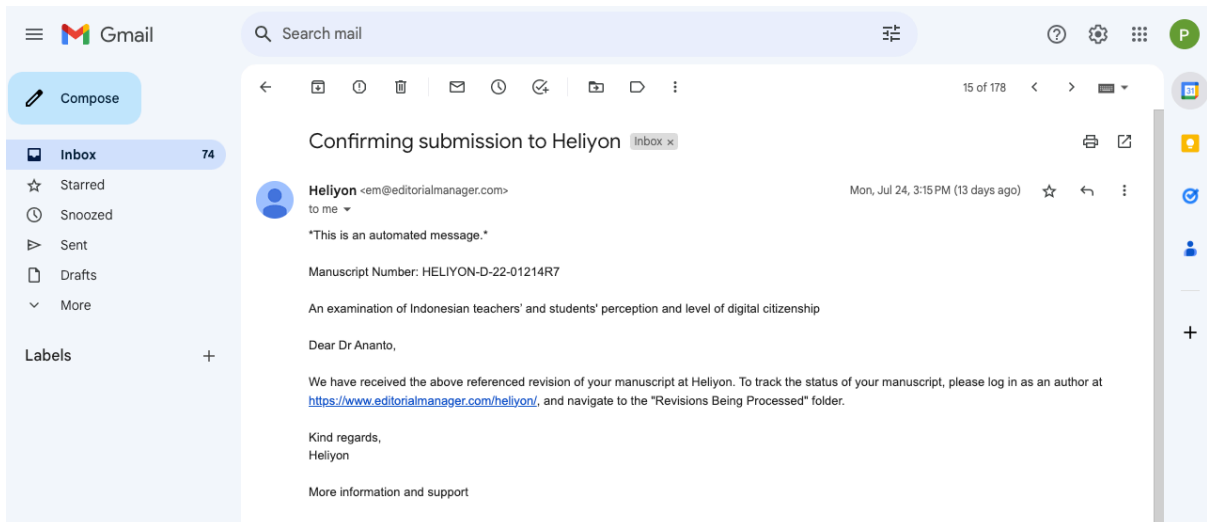 Gmail
Search mail
P
Compose
15 of 178
31
Inbox 74
Starred
Snoozed
Sent
Drafts
More
Labels
Confirming submission to Heliyon Inbox x
Heliyon <em@editorialmanager.com> Mon, Jul 24, 3:15 PM (13 days ago)
to me
*This is an automated message.*
Manuscript Number: HELIYON-D-22-01214R7
An examination of Indonesian teachers' and students' perception and level of digital citizenship
Dear Dr Ananto,
We have received the above referenced revision of your manuscript at Heliyon. To track the status of your manuscript, please log in as an author at
https://www.editorialmanager.com/heliyon/, and navigate to the "Revisions Being Processed" folder.
Kind regards,
Heliyon
More information and support